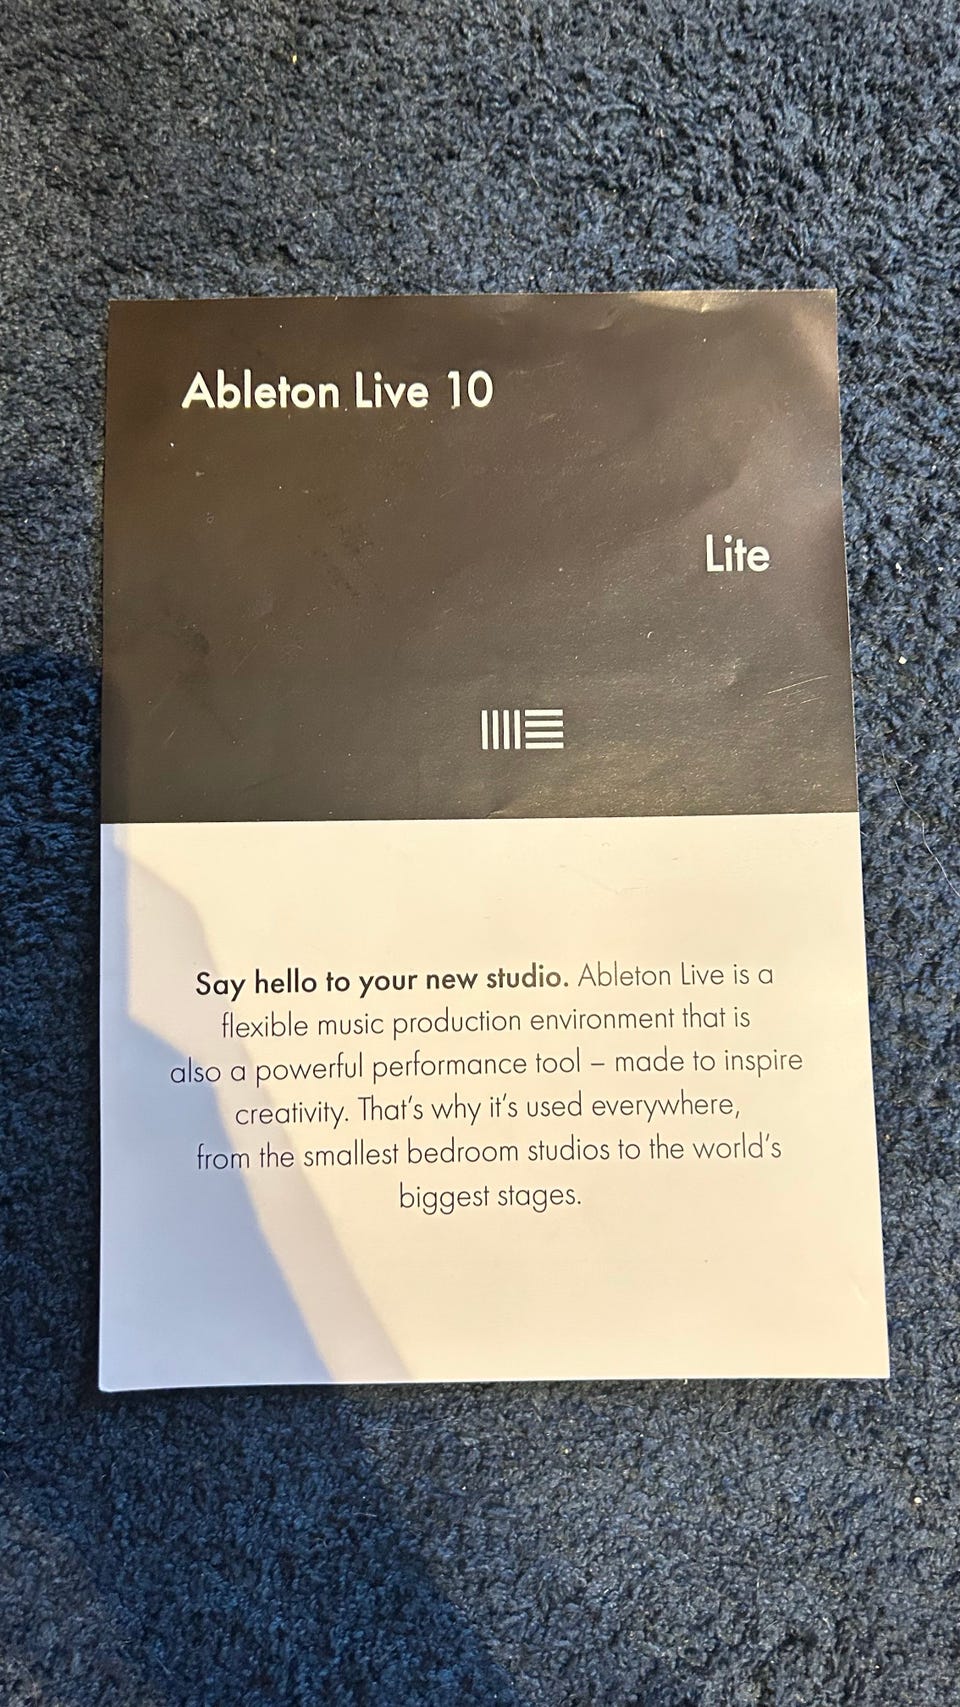 Ableton Live 10
Lite
Say hello to your new studio. Ableton Live is a
flexible music production environment that is
also a powerful performance tool – made to inspire
creativity. That's why it's used everywhere,
from the smallest bedroom studios to the world's
biggest stages.